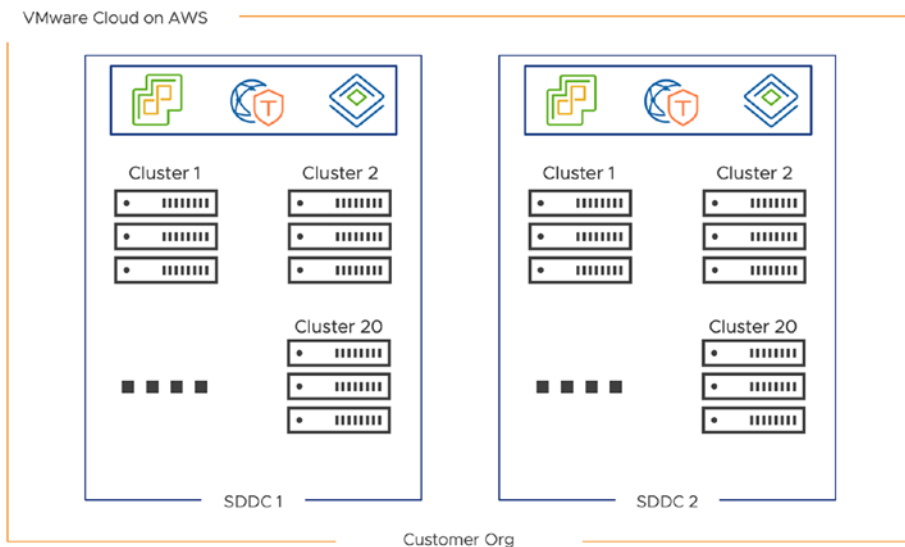 VMware Cloud on AWS
T
T
Cluster 1
Cluster 2
Cluster 20
SDDC 1
Cluster 1
Cluster 2
Cluster 20
SDDC 2
Customer Org